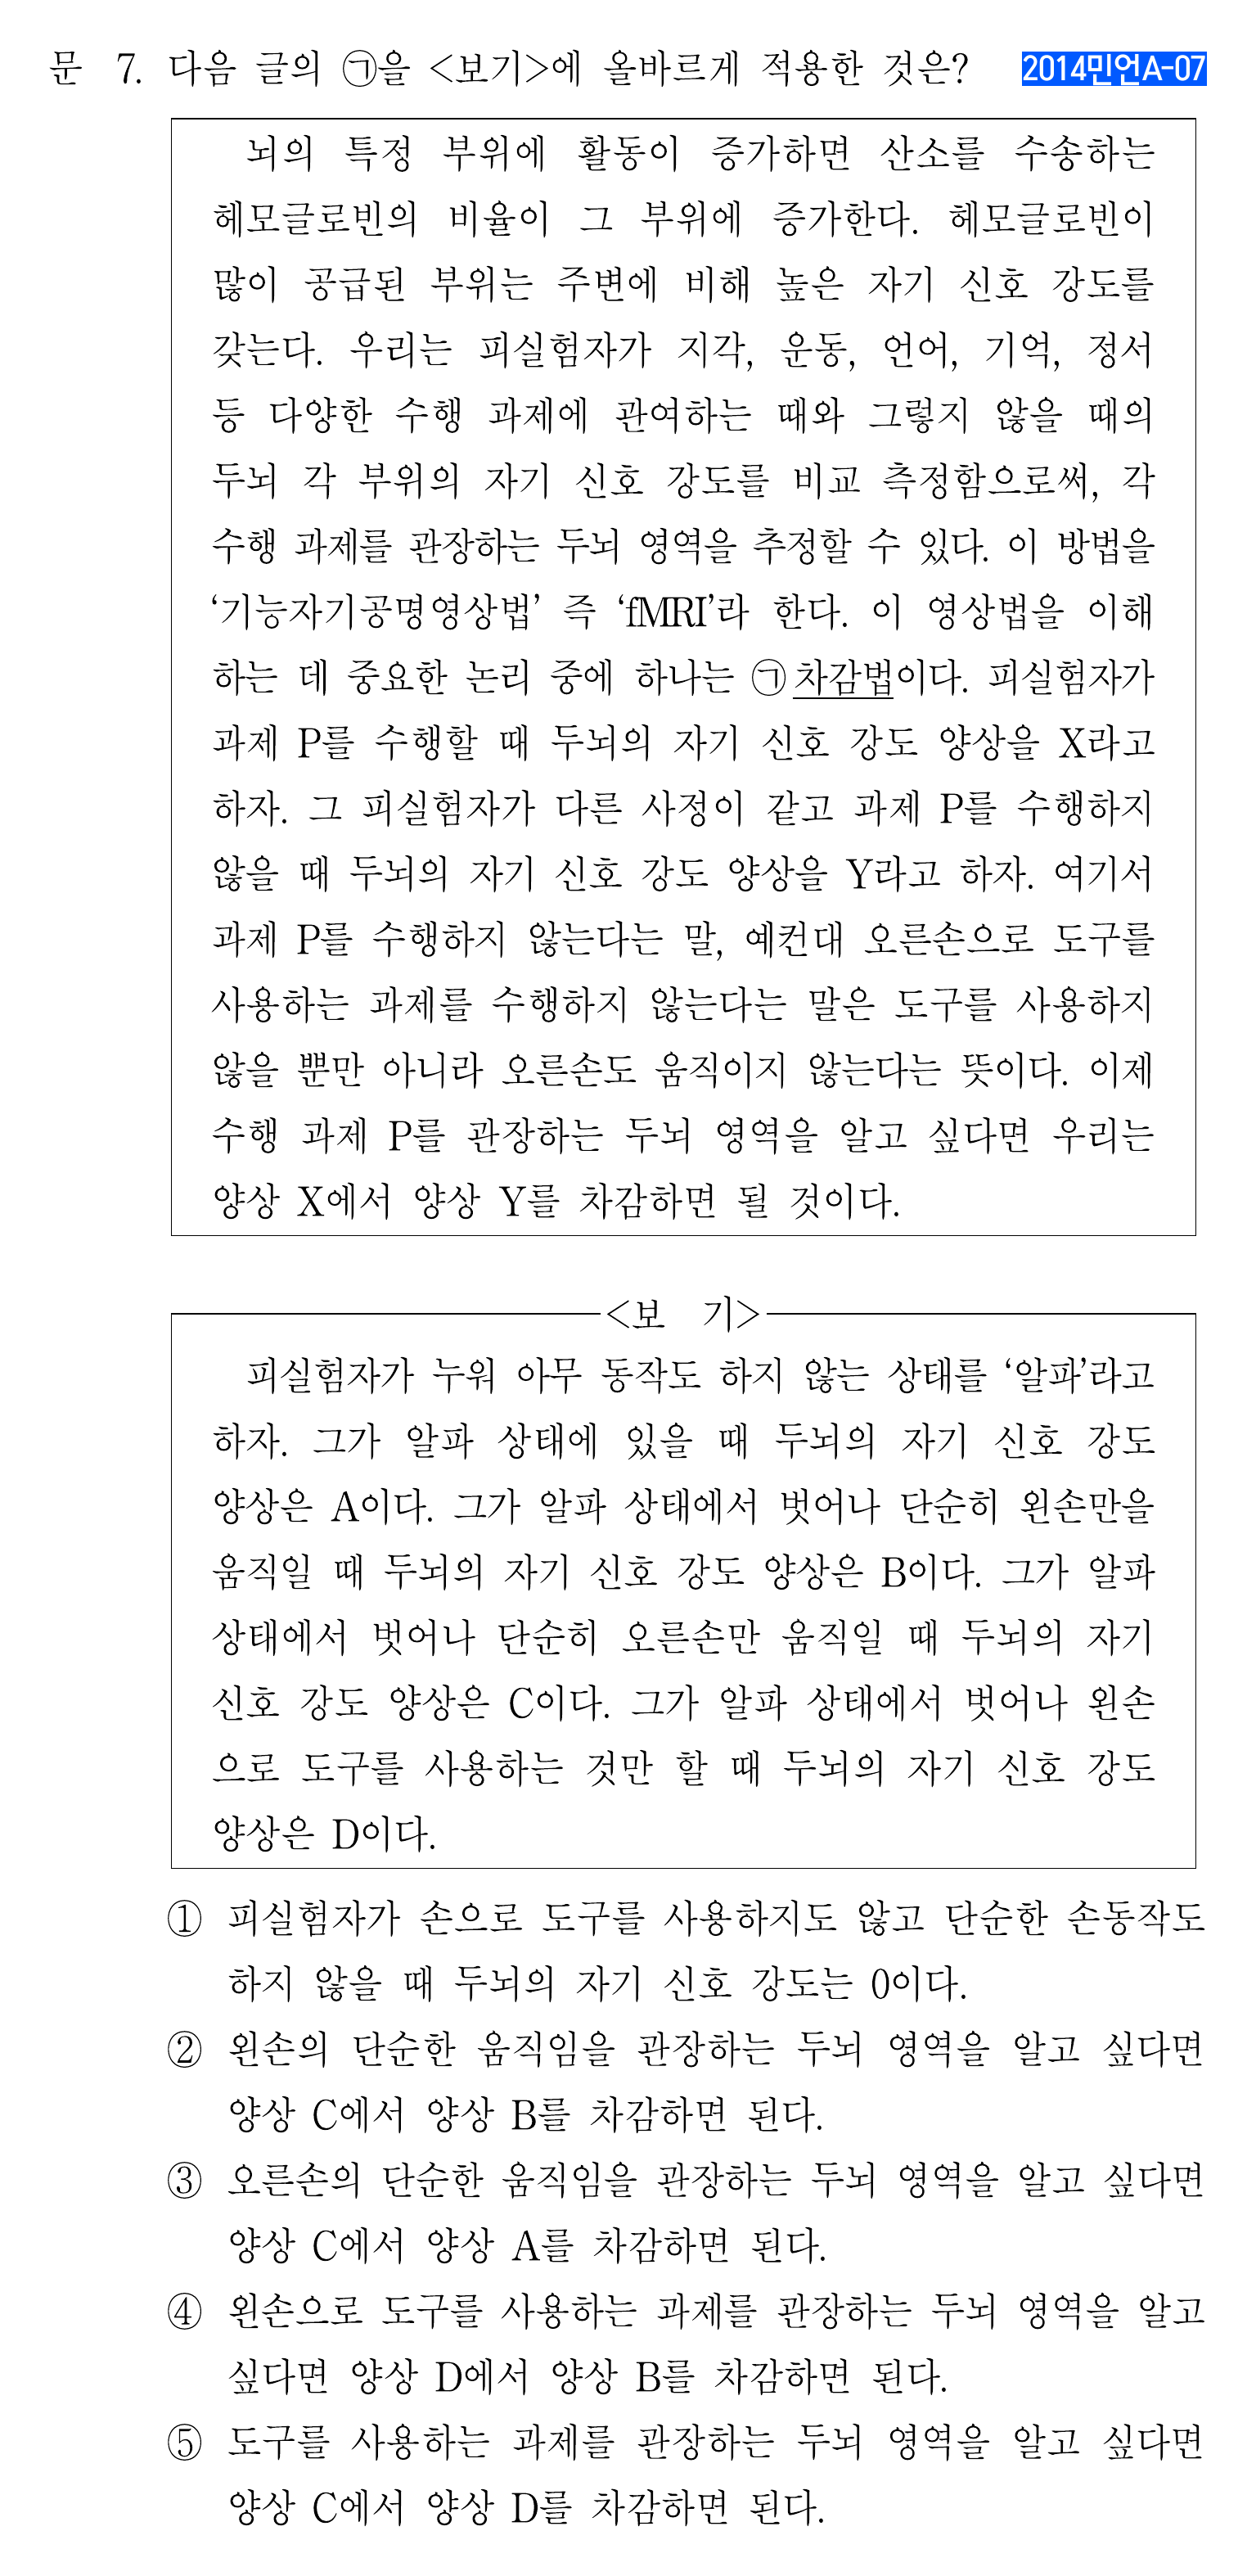 문 7. 다음 글의 ㉠을 <보기>에 올바르게 적용한 것은? 2014민언A-07
뇌의 특정 부위에 활동이 증가하면 산소를 수송하는
헤모글로빈의 비율이 그 부위에 증가한다. 헤모글로빈이
많이 공급된 부위는 주변에 비해 높은 자기 신호 강도를
갖는다. 우리는 피실험자가 지각, 운동, 언어, 기억, 정서
등 다양한 수행 과제에 관여하는 때와 그렇지 않을 때의
두뇌 각 부위의 자기 신호 강도를 비교 측정함으로써, 각
수행 과제를 관장하는 두뇌 영역을 추정할 수 있다. 이 방법을
‘기능자기공명영상법’ 즉 ‘fMRI’라 한다. 이 영상법을 이해
하는 데 중요한 논리 중에 하나는 ㉠차감법이다. 피실험자가
과제 P를 수행할 때 두뇌의 자기 신호 강도 양상을 X라고
하자. 그 피실험자가 다른 사정이 같고 과제 P를 수행하지
않을 때 두뇌의 자기 신호 강도 양상을 Y라고 하자. 여기서
과제 P를 수행하지 않는다는 말, 예컨대 오른손으로 도구를
사용하는 과제를 수행하지 않는다는 말은 도구를 사용하지
않을 뿐만 아니라 오른손도 움직이지 않는다는 뜻이다. 이제
수행 과제 P를 관장하는 두뇌 영역을 알고 싶다면 우리는
양상 X에서 양상 Y를 차감하면 될 것이다.
<보 기>
피실험자가 누워 아무 동작도 하지 않는 상태를 ‘알파’라고
하자. 그가 알파 상태에 있을 때 두뇌의 자기 신호 강도
양상은 A이다. 그가 알파 상태에서 벗어나 단순히 왼손만을
움직일 때 두뇌의 자기 신호 강도 양상은 B이다. 그가 알파
상태에서 벗어나 단순히 오른손만 움직일 때 두뇌의 자기
신호 강도 양상은 C이다. 그가 알파 상태에서 벗어나 왼손
으로 도구를 사용하는 것만 할 때 두뇌의 자기 신호 강도
양상은 D이다.
① 피실험자가 손으로 도구를 사용하지도 않고 단순한 손동작도
하지 않을 때 두뇌의 자기 신호 강도는 0이다.
② 왼손의 단순한 움직임을 관장하는 두뇌 영역을 알고 싶다면
양상 C에서 양상 B를 차감하면 된다.
③ 오른손의 단순한 움직임을 관장하는 두뇌 영역을 알고 싶다면
양상 C에서 양상 A를 차감하면 된다.
④ 왼손으로 도구를 사용하는 과제를 관장하는 두뇌 영역을 알고
싶다면 양상 D에서 양상 B를 차감하면 된다.
⑤ 도구를 사용하는 과제를 관장하는 두뇌 영역을 알고 싶다면
양상 C에서 양상 D를 차감하면 된다.